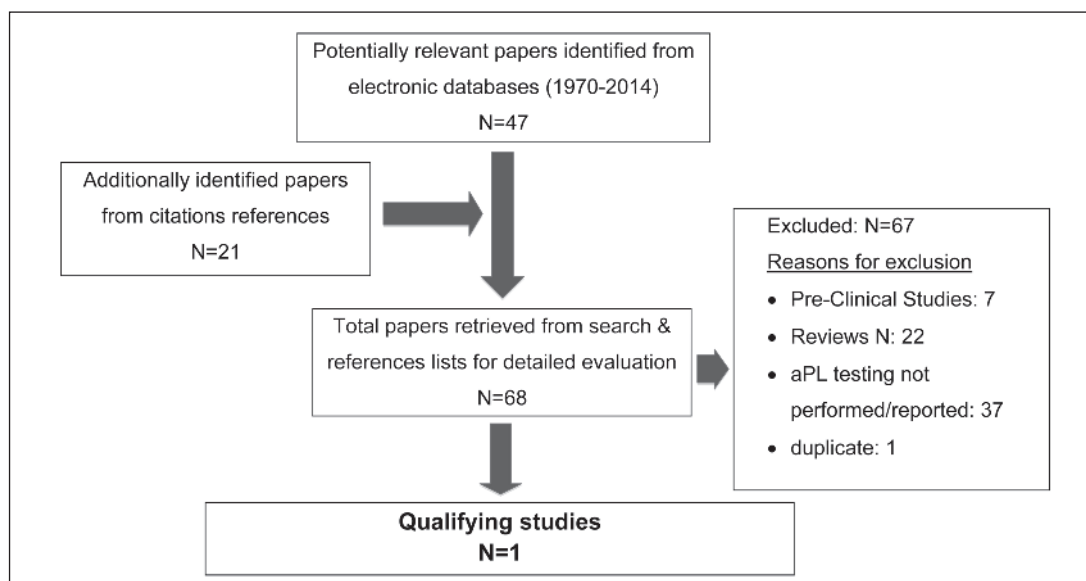 Potentially relevant papers identified from
electronic databases (1970-2014)
N=47
Additionally identified papers
from citations references
N=21
Total papers retrieved from search &
references lists for detailed evaluation
N=68
Excluded: N=67
Reasons for exclusion
• Pre-Clinical Studies: 7
• Reviews N: 22
• aPL testing not
performed/reported: 37
• duplicate: 1
Qualifying studies
N=1